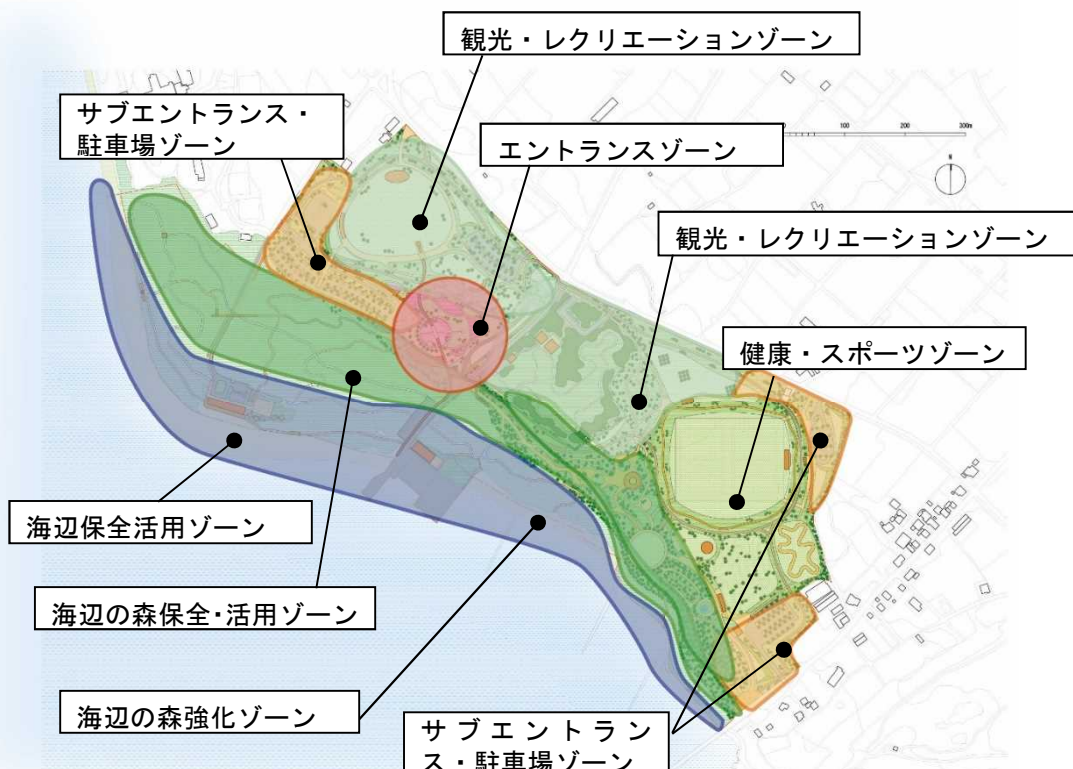 観光・レクリエーションゾーン
サブエントランス・
駐車場ゾーン
エントランスゾーン
100
200
300m
N
観光・レクリエーションゾーン
健康・スポーツゾーン
海辺保全活用ゾーン
海辺の森保全・活用ゾーン
海辺の森強化ゾーン
サブエントラン
ス・駐車場ゾーン